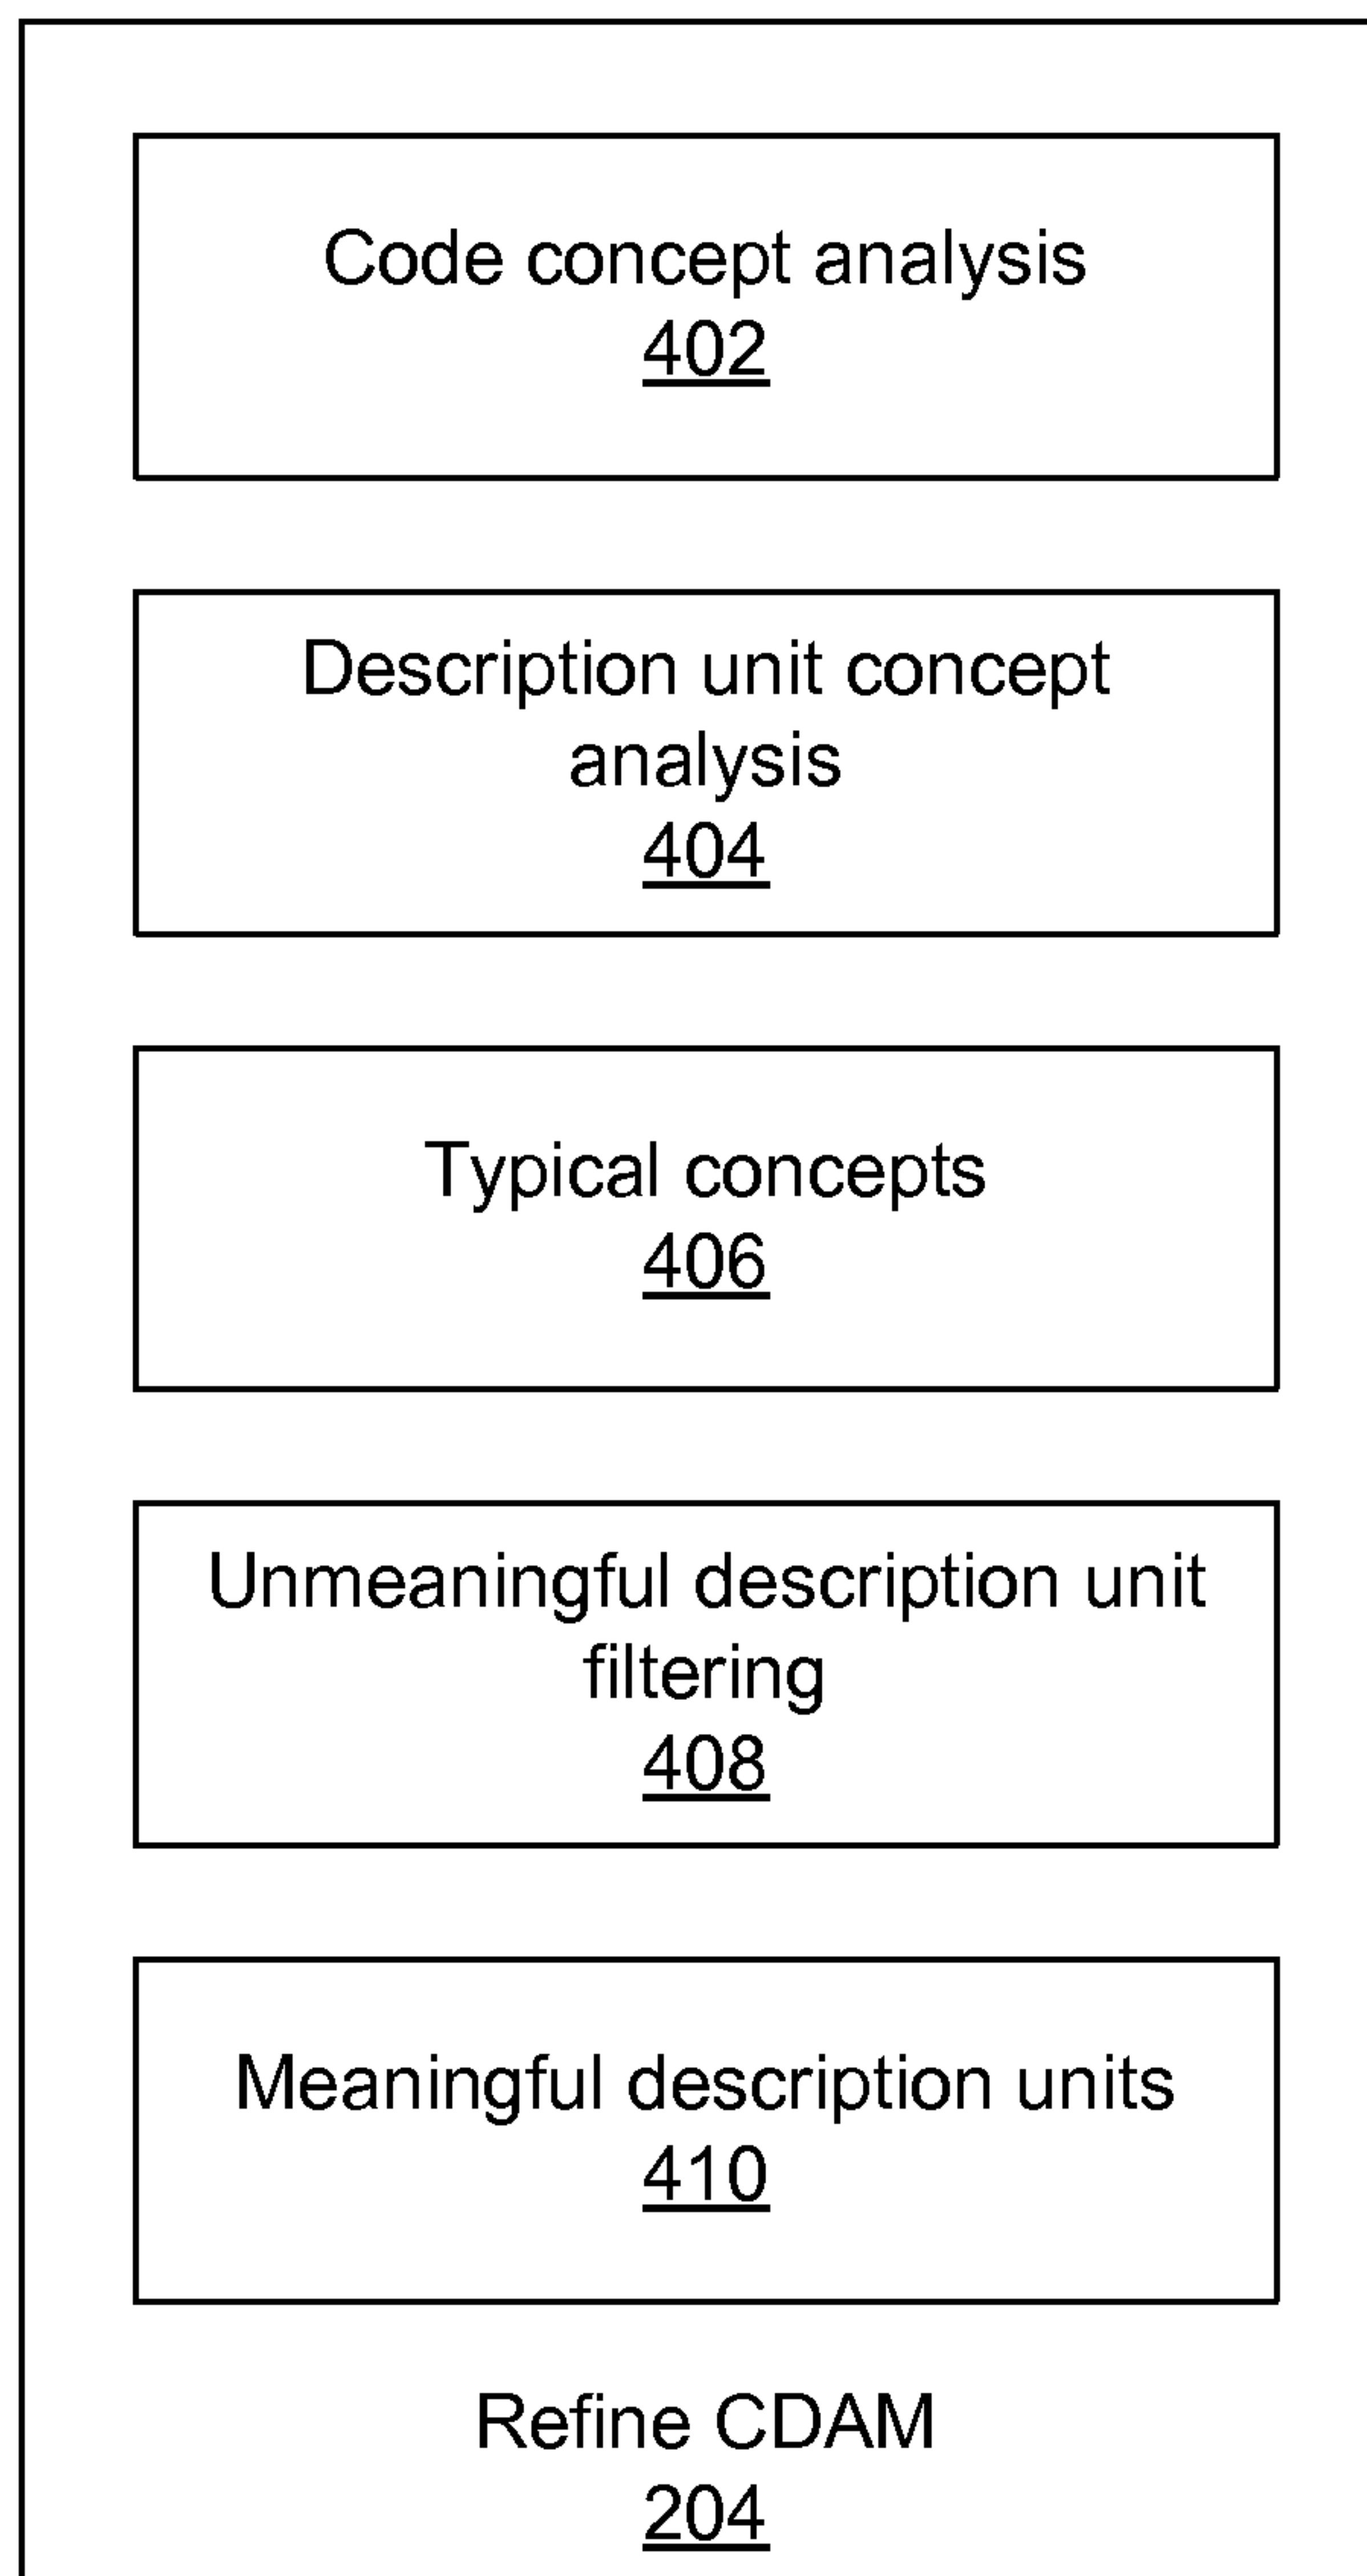 Code concept analysis
402
Description unit concept
analysis
404
Typical concepts
406
Unmeaningful description unit
filtering
408
Meaningful description units
410
Refine CDAM
204